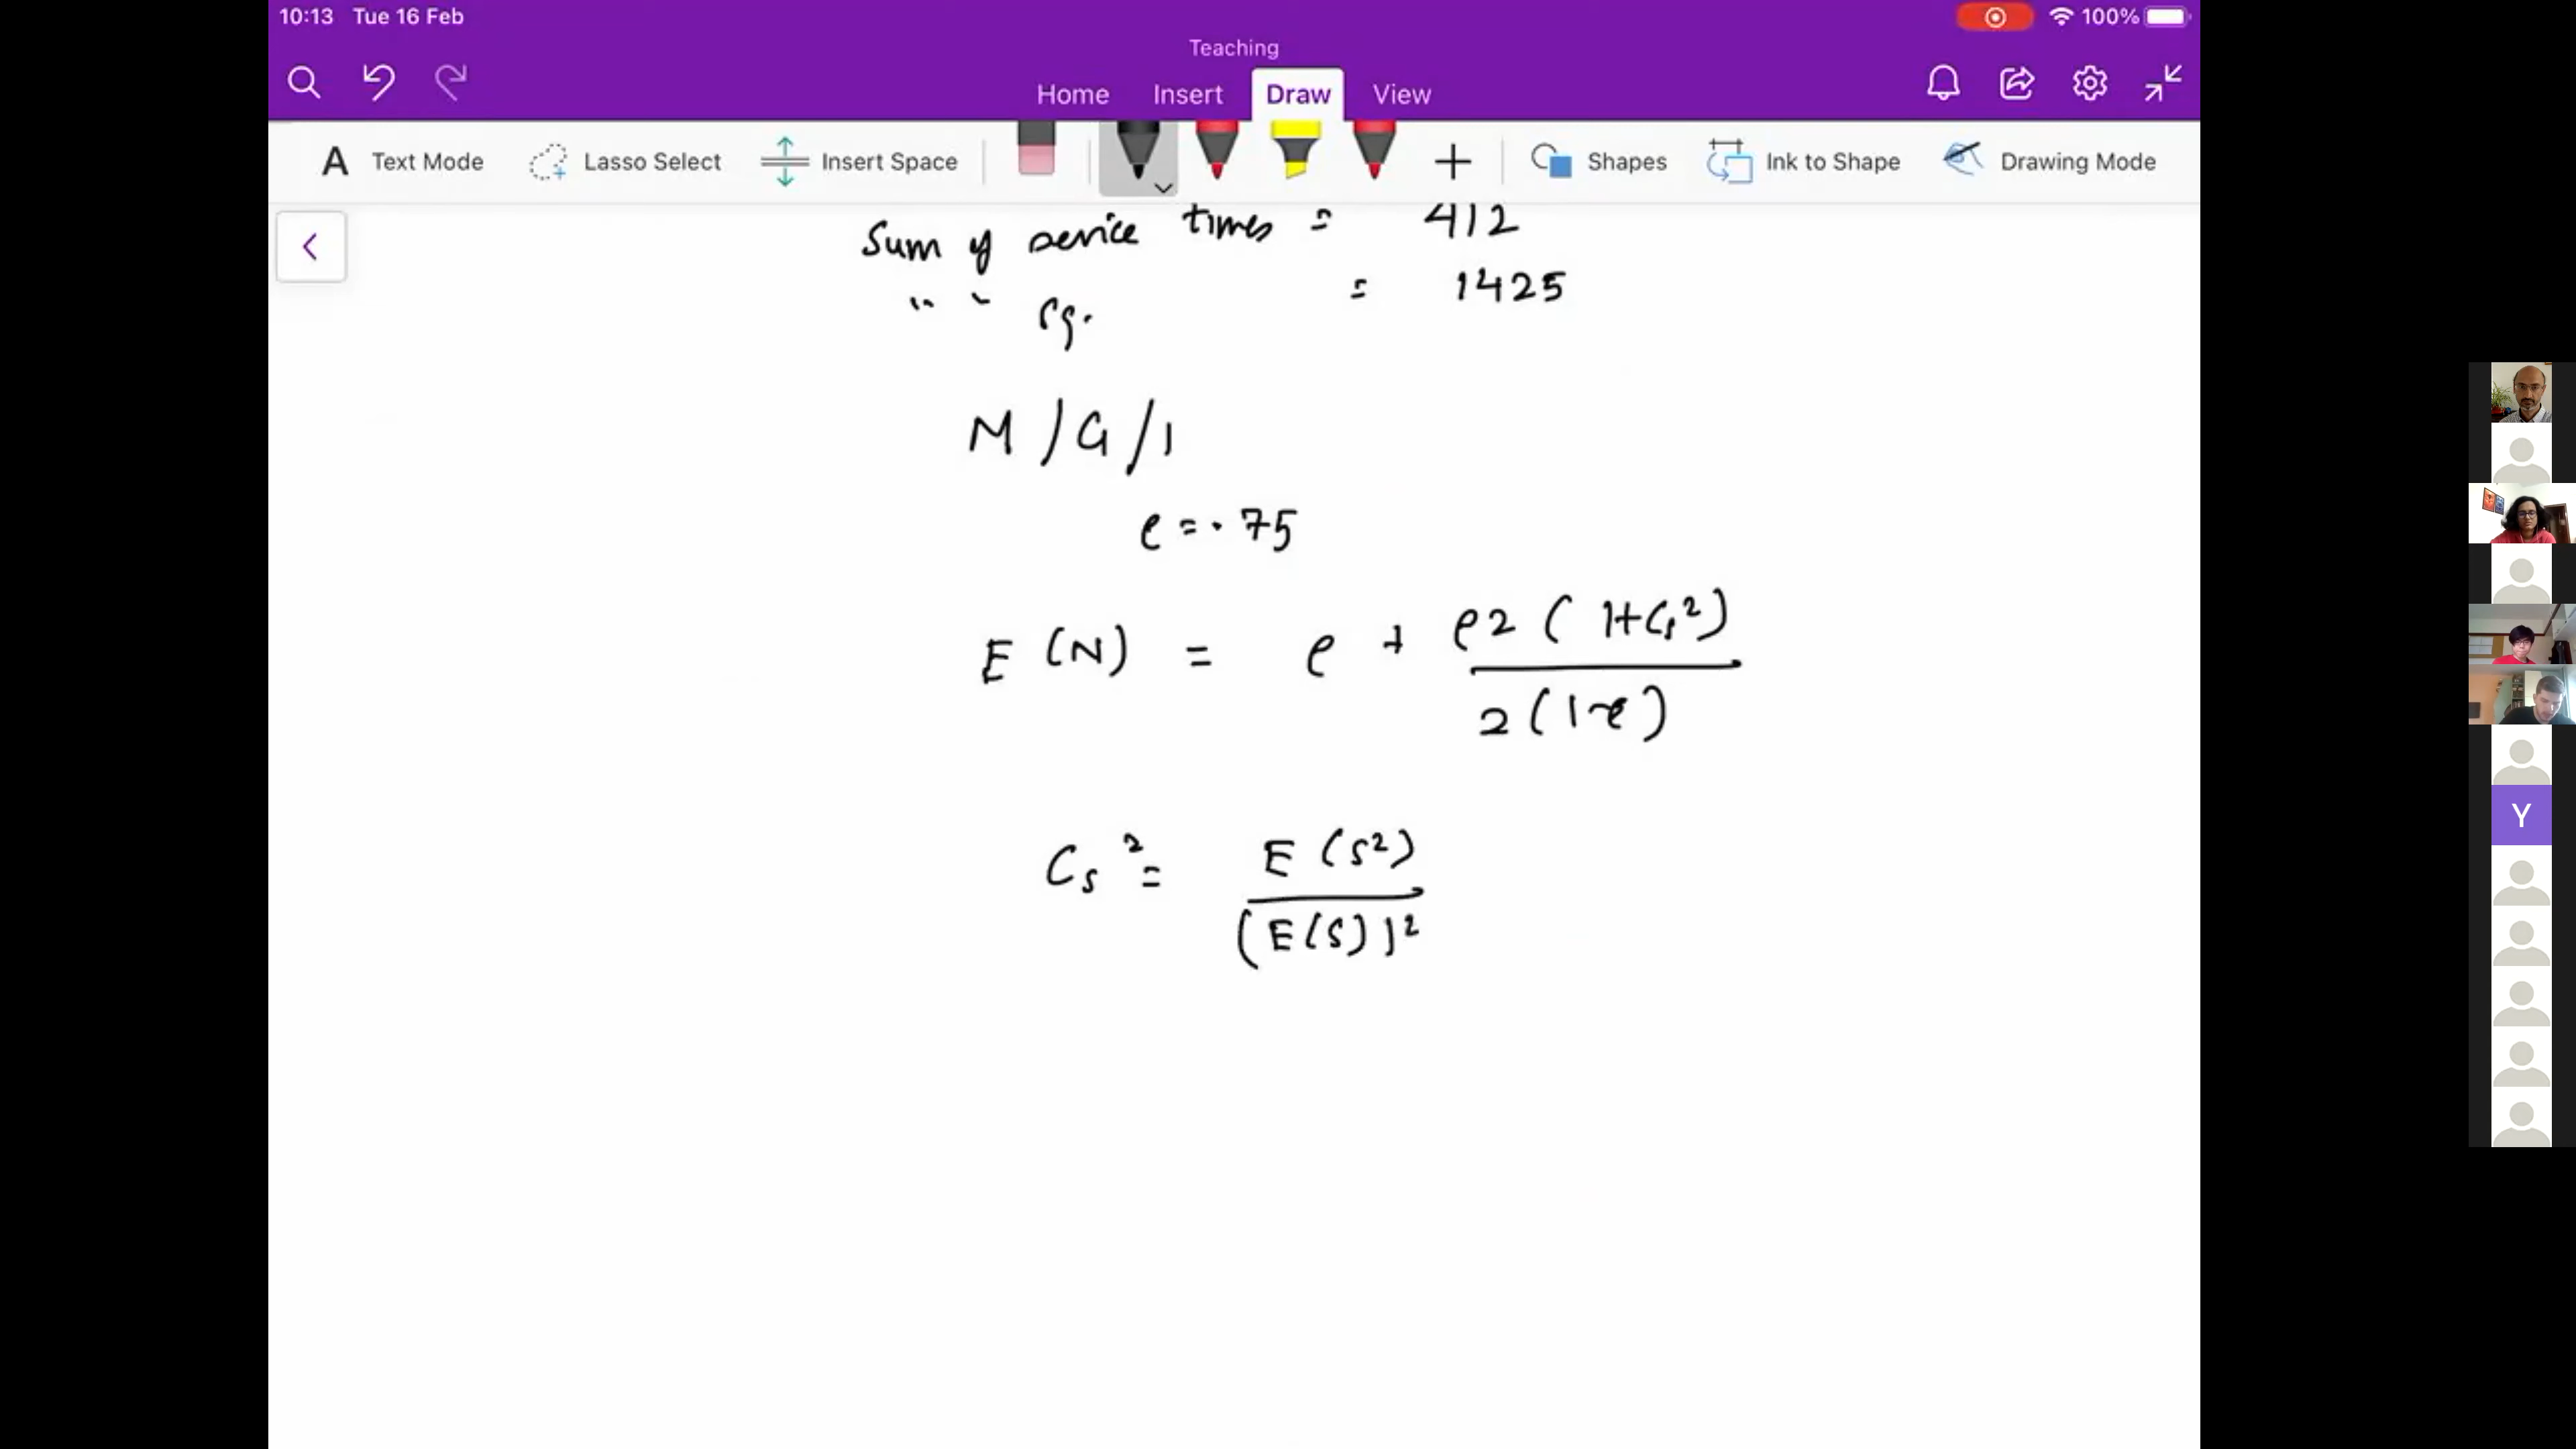 10:13 Tue 16 Feb
100%
Teaching
Home Insert Draw View
A Text Mode Lasso Select Insert Space Shapes Ink to Shape Drawing Mode
Sum of service times = 412
" " sq. = 1425
M/G/1
ρ = .75
E(N) = ρ + ρ2(1+Cs²)
2(1-ρ)
Cs² = E(S²)
(E(S))²
Y